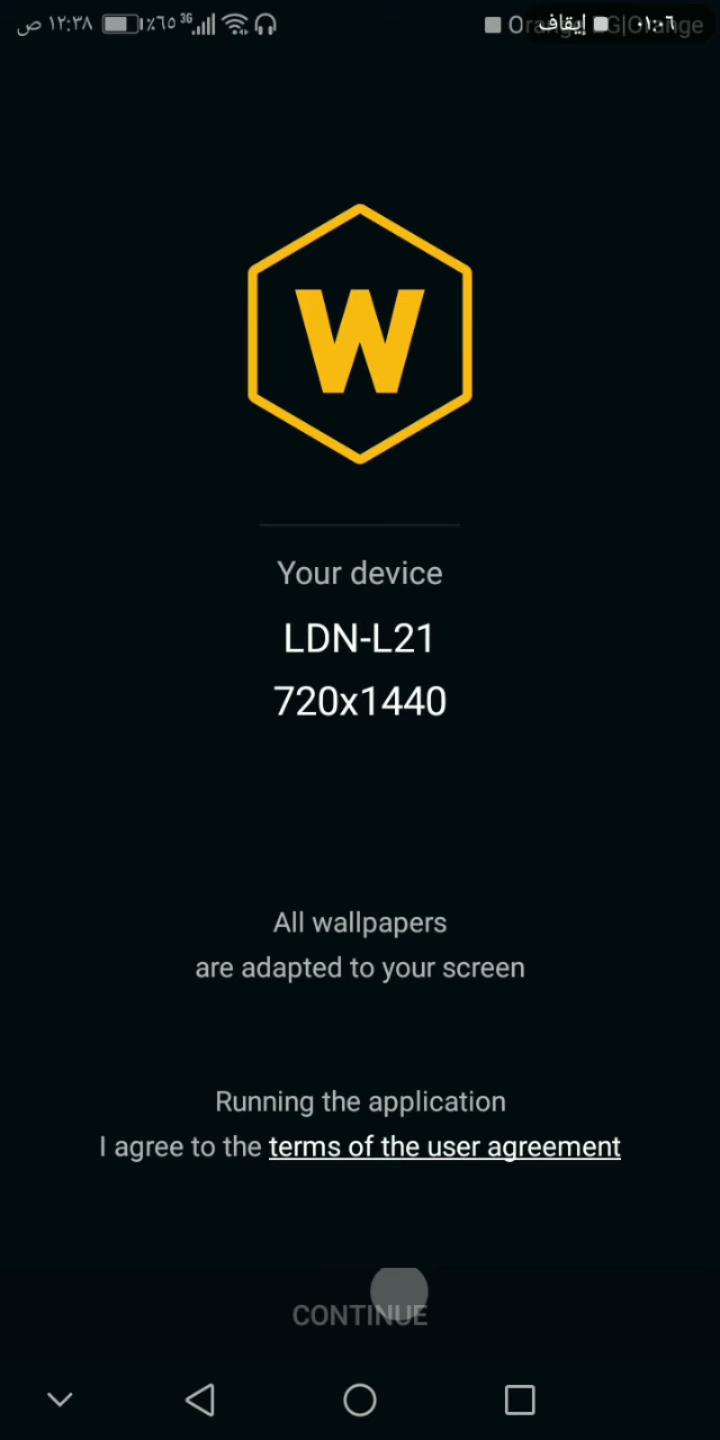 ١٢:٣٨ ص ٪٦٥ 3G
إيقاف ٠١:٠٦
W
Your device
LDN-L21
720x1440
All wallpapers
are adapted to your screen
Running the application
I agree to the terms of the user agreement
CONTINUE